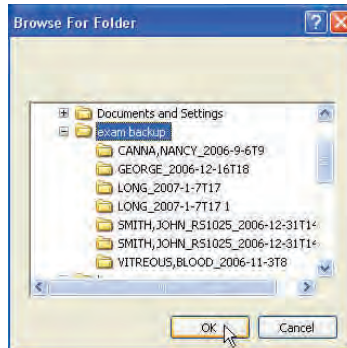 Browse For Folder
Documents and Settings
exam backup
CANNA,NANCY_2006-9-6T9
GEORGE_2006-12-16T18
LONG_2007-1-7T17
LONG_2007-1-7T17 1
SMITH,JOHN_RS1025_2006-12-31T14
SMITH,JOHN_RS1025_2006-12-31T14
VITREOUS,BLOOD_2006-11-3T8
OK
Cancel